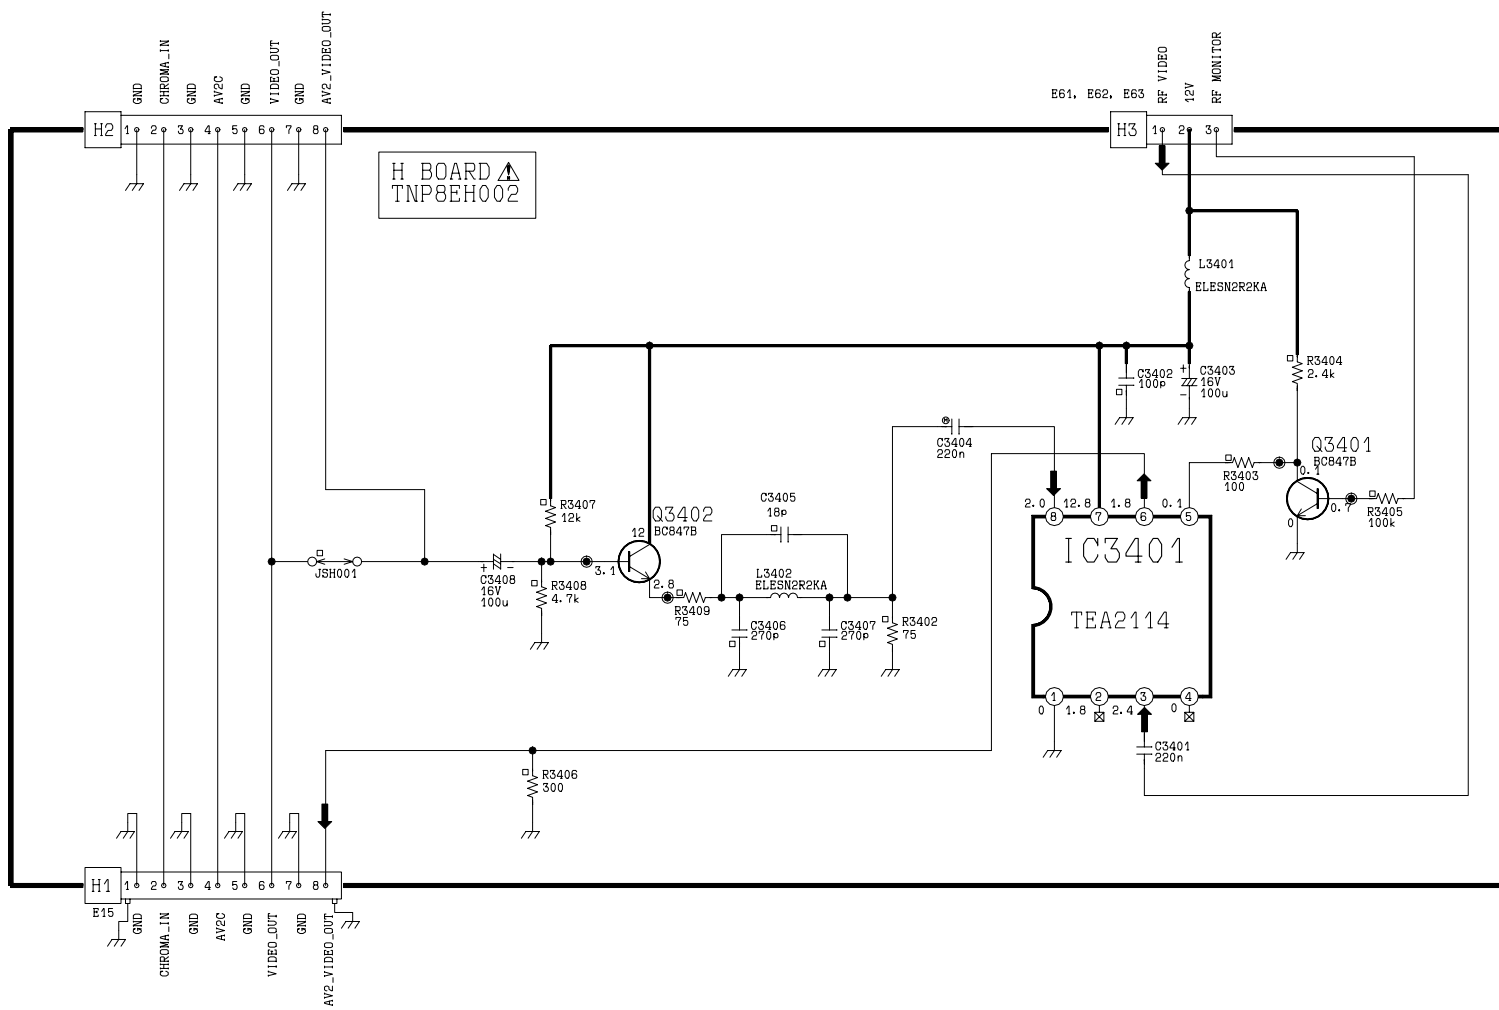 GND
CHROMA_IN
GND
AV2C
GND
VIDEO_OUT
GND
AV2_VIDEO_OUT
H2 1 2 3 4 5 6 7 8
E61, E62, E63
RF VIDEO
12V
RF MONITOR
H3 1 2 3
H BOARD
TNP8EH002
L3401
ELESN2R2KA
R3404
2.4k
C3402
100p
C3403
+ 16V
- 100u
C3404
220n
Q3401
BC847B
0.1
R3403
100
0.7
0
R3405
100k
R3407
12k
C3405
18p
Q3402
BC847B
12
3.1
2.8
2.0 12.8 1.8 0.1
8 7 6 5
IC3401
TEA2114
1 2 3 4
0 1.8 2.4 0
JSH001
+ -
C3408
16V
100u
R3408
4.7k
R3409
75
L3402
ELESN2R2KA
C3406
270p
C3407
270p
R3402
75
C3401
220n
R3406
300
H1 1 2 3 4 5 6 7 8
E15
GND
CHROMA_IN
GND
AV2C
GND
VIDEO_OUT
GND
AV2_VIDEO_OUT